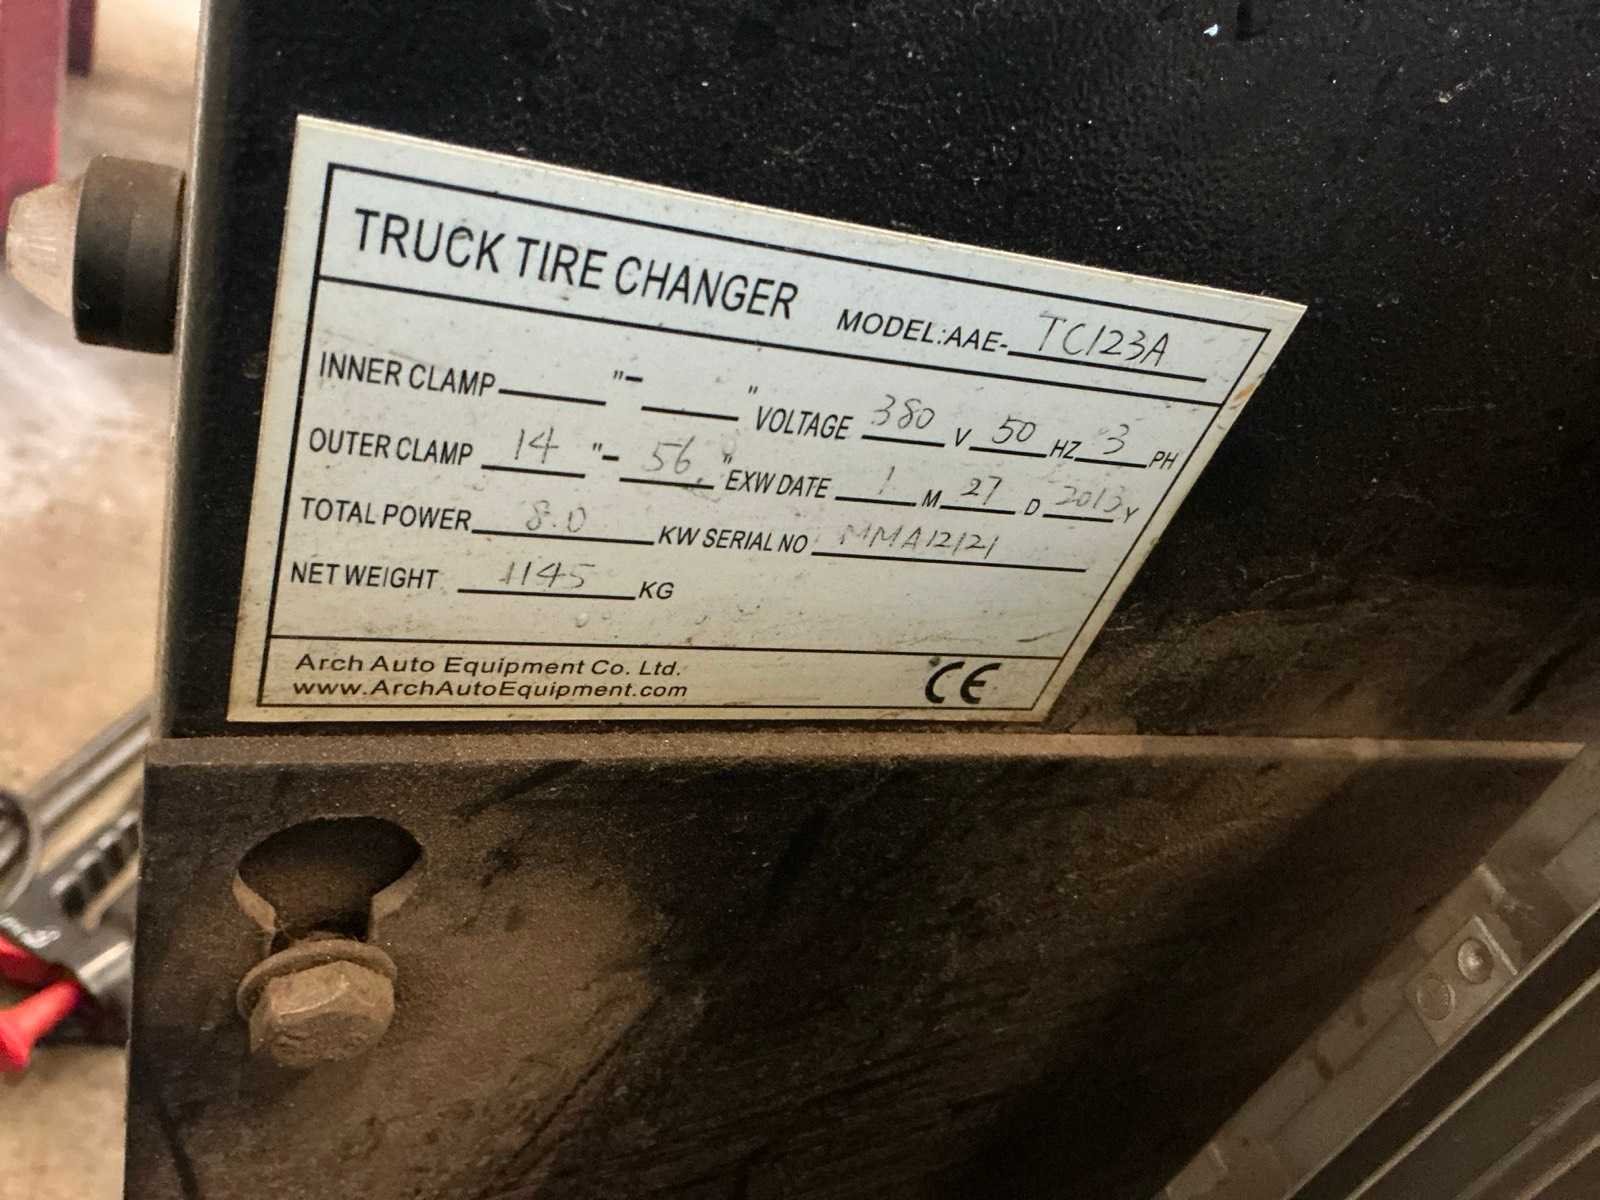 TRUCK TIRE CHANGER MODEL:AAE- TC123A
INNER CLAMP "- " VOLTAGE 380 V 50 HZ 3 PH
OUTER CLAMP 14 "- 56 " EXW DATE 1 M 27 D 2013 Y
TOTAL POWER 8.0 KW SERIAL NO MMA12121
NET WEIGHT 1145 KG
Arch Auto Equipment Co. Ltd.
www.ArchAutoEquipment.com
CE